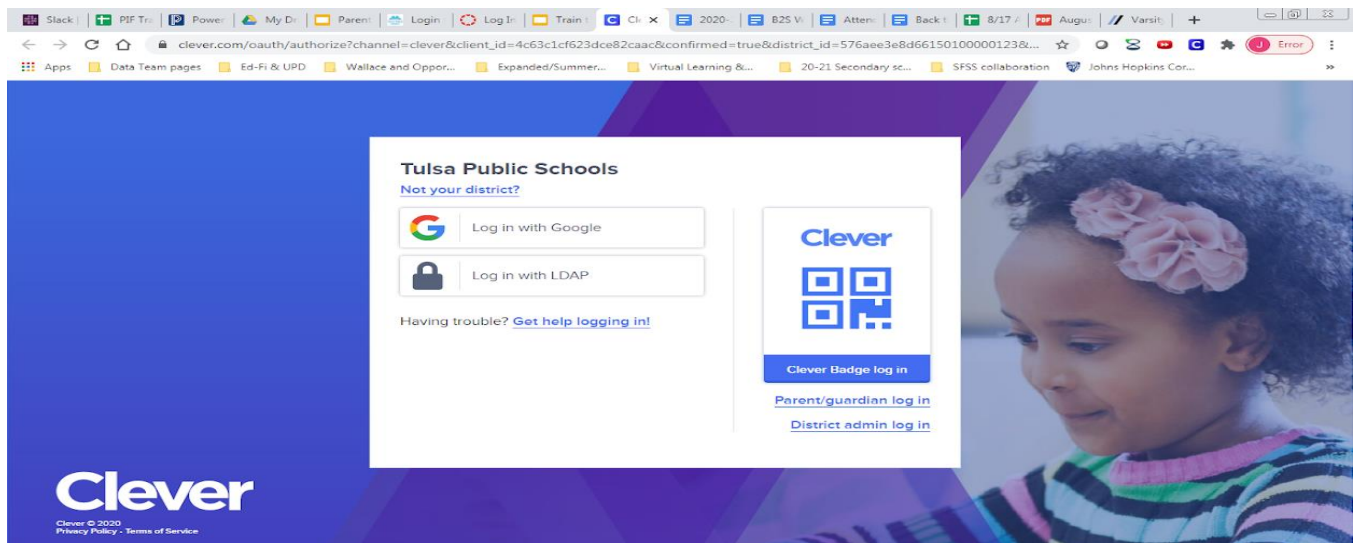 Slack
PIF Tra
Power
My Dr
Parent
Login
Log In
Train t
Cle
2020-
B2S W
Atten
Back t
8/17 A
Augus
Varsit
clever.com/oauth/authorize?channel=clever&client_id=4c63c1cf623dce82caac&confirmed=true&district_id=576aee3e8d66150100000123&...
J Error
Apps
Data Team pages
Ed-Fi & UPD
Wallace and Oppor...
Expanded/Summer...
Virtual Learning &...
20-21 Secondary sc...
SFSS collaboration
Johns Hopkins Cor...
»
Tulsa Public Schools
Not your district?
Log in with Google
Log in with LDAP
Having trouble? Get help logging in!
Clever
Clever Badge log in
Parent/guardian log in
District admin log in
Clever
Clever © 2020
Privacy Policy - Terms of Service